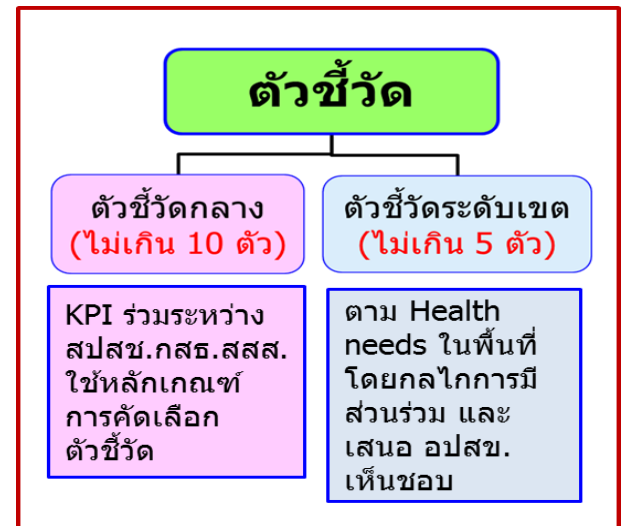 ตัวชี้วัด
ตัวชี้วัดกลาง
(ไม่เกิน 10 ตัว)
ตัวชี้วัดระดับเขต
(ไม่เกิน 5 ตัว)
KPI ร่วมระหว่าง
สปสช.กสธ.สสส.
ใช้หลักเกณฑ์
การคัดเลือก
ตัวชี้วัด
ตาม Health
needs ในพื้นที่
โดยกลไกการมี
ส่วนร่วม และ
เสนอ อปสข.
เห็นชอบ